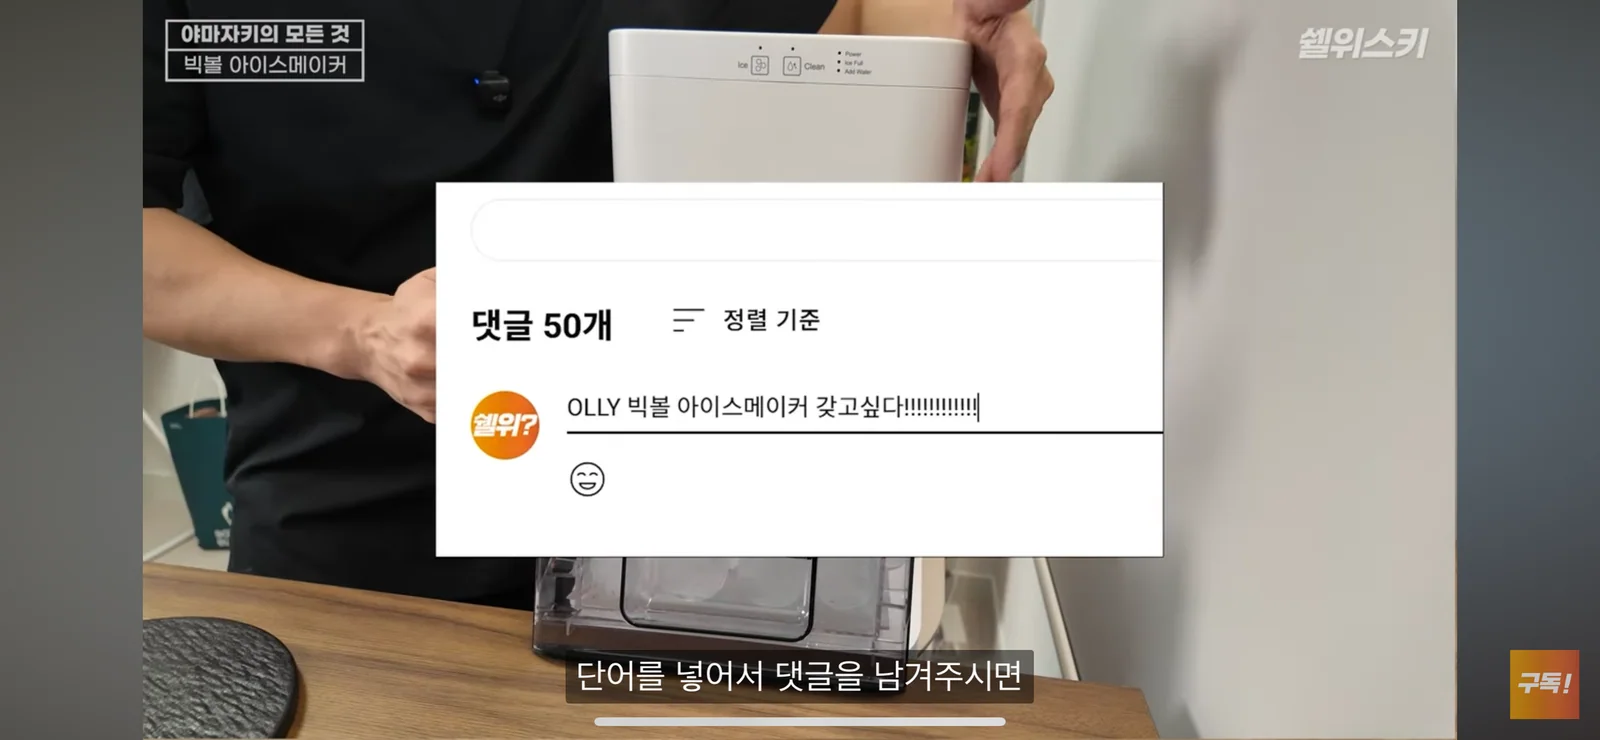 야마자키의 모든 것
빅볼 아이스메이커
쉘위스키
Ice
Clean
Power
Ice Full
Add Water
댓글 50개
정렬 기준
쉘위?
OLLY 빅볼 아이스메이커 갖고싶다!!!!!!!!!!!!
단어를 넣어서 댓글을 남겨주시면
구독!